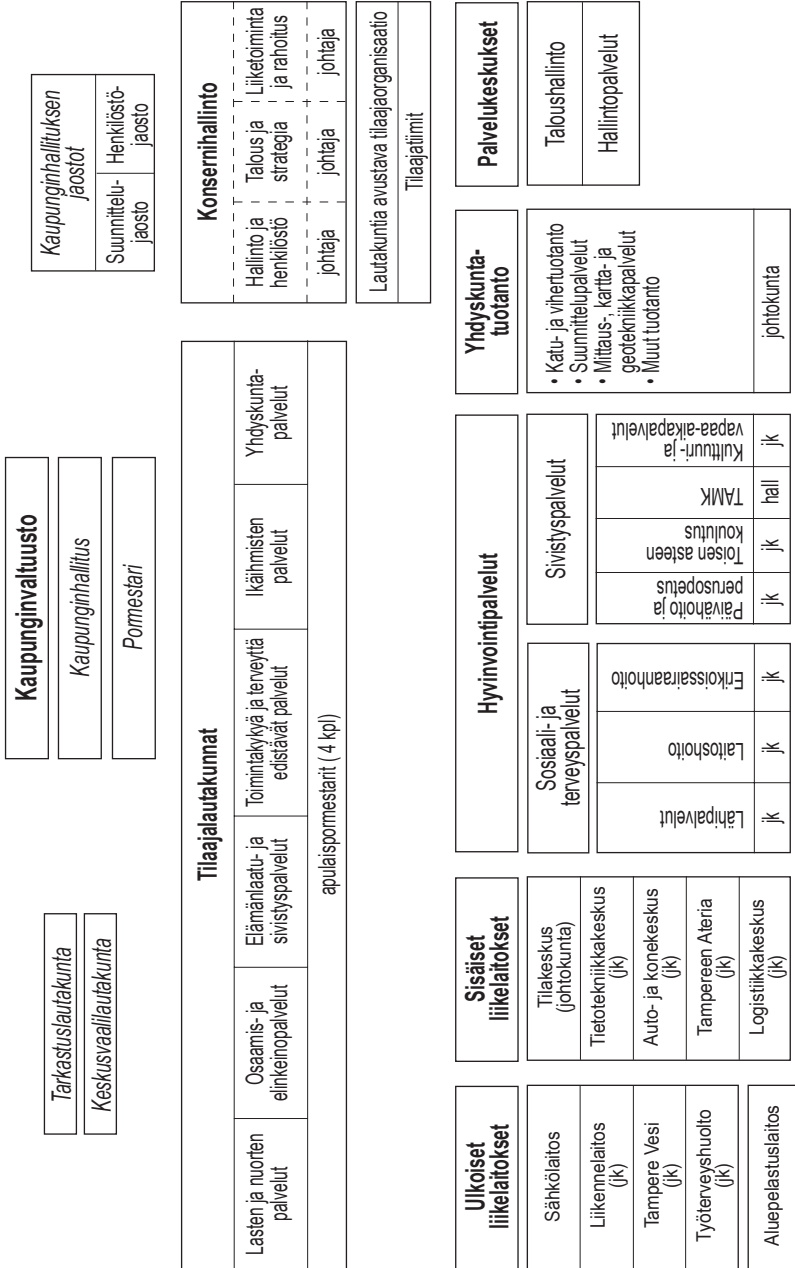 Kaupunginvaltuusto
Kaupunginhallitus
Pormestari
Tarkastuslautakunta
Keskusvaalilautakunta
Kaupunginhallituksen
jaostot
Suunnittelu-
jaosto
Henkilöstö-
jaosto
Tilaajalautakunnat
Lasten ja nuorten
palvelut
Osaamis- ja
elinkeinopalvelut
Elämänlaatu- ja
sivistyspalvelut
Toimintakykyä ja terveyttä
edistävät palvelut
Ikäihmisten
palvelut
Yhdyskunta-
palvelut
apulaispormestarit ( 4 kpl)
Konsernihallinto
Hallinto ja
henkilöstö
Talous ja
strategia
Liiketoiminta
ja rahoitus
johtaja
johtaja
johtaja
Lautakuntia avustava tilaajaorganisaatio
Tilaajatiimit
Ulkoiset
liikelaitokset
Sähkölaitos
Liikennelaitos
(jk)
Tampere Vesi
(jk)
Työterveyshuolto
(jk)
Aluepelastuslaitos
Sisäiset
liikelaitokset
Tilakeskus
(johtokunta)
Tietotekniikkakeskus
(jk)
Auto- ja konekeskus
(jk)
Tampereen Ateria
(jk)
Logistiikkakeskus
(jk)
Hyvinvointipalvelut
Sosiaali- ja
terveyspalvelut
Lähipalvelut
Laitoshoito
Erikoissairaanhoito
jk
jk
jk
Sivistyspalvelut
Päivähoito ja
perusopetus
Toisen asteen
koulutus
TAMK
Kulttuuri- ja
vapaa-aikapalvelut
jk
jk
hall
jk
Yhdyskunta-
tuotanto
• Katu- ja vihertuotanto
• Suunnittelupalvelut
• Mittaus-, kartta- ja
geotekniikkapalvelut
• Muut tuotanto
johtokunta
Palvelukeskukset
Taloushallinto
Hallintopalvelut